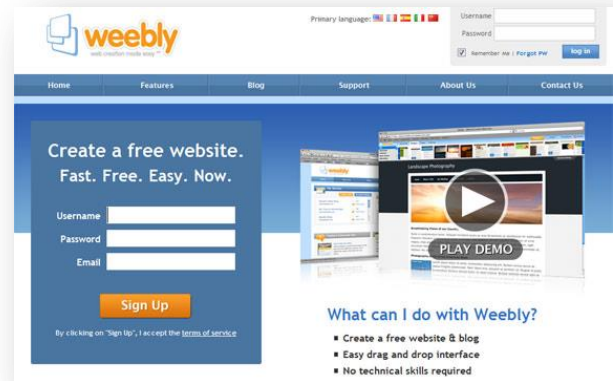 weebly
web creation made easy
Primary language:
Username
Password
Remember Me | Forgot PW
log in
Home Features Blog Support About Us Contact Us
Create a free website.
Fast. Free. Easy. Now.
Username
Password
Email
Sign Up
By clicking on "Sign Up", I accept the terms of service
weebly
Landscape Photography
PLAY DEMO
What can I do with Weebly?
Create a free website & blog
Easy drag and drop interface
No technical skills required